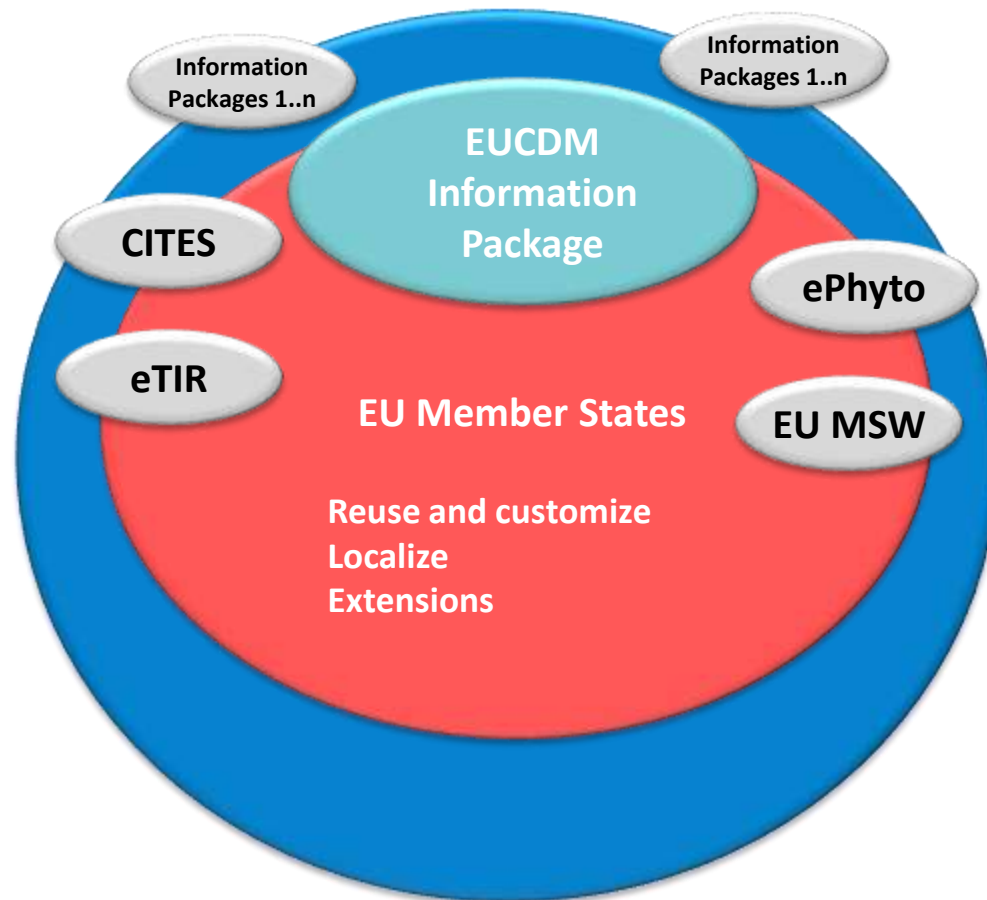 Information
Packages 1..n
Information
Packages 1..n
EUCDM
Information
Package
CITES
ePhyto
eTIR
EU MSW
EU Member States
Reuse and customize
Localize
Extensions